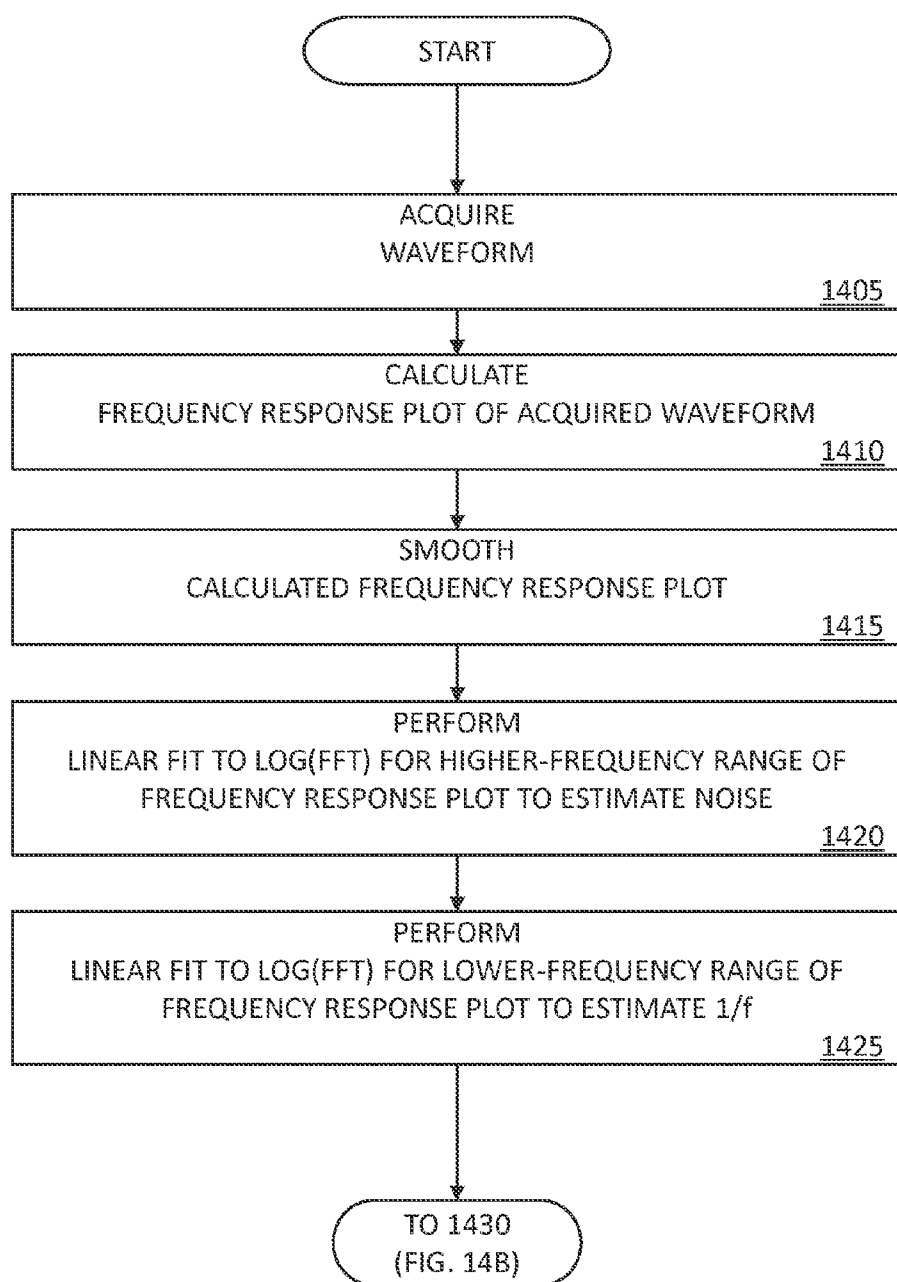 START
ACQUIRE
WAVEFORM
1405
CALCULATE
FREQUENCY RESPONSE PLOT OF ACQUIRED WAVEFORM
1410
SMOOTH
CALCULATED FREQUENCY RESPONSE PLOT
1415
PERFORM
LINEAR FIT TO LOG(FFT) FOR HIGHER-FREQUENCY RANGE OF
FREQUENCY RESPONSE PLOT TO ESTIMATE NOISE
1420
PERFORM
LINEAR FIT TO LOG(FFT) FOR LOWER-FREQUENCY RANGE OF
FREQUENCY RESPONSE PLOT TO ESTIMATE 1/f
1425
TO 1430
(FIG. 14B)